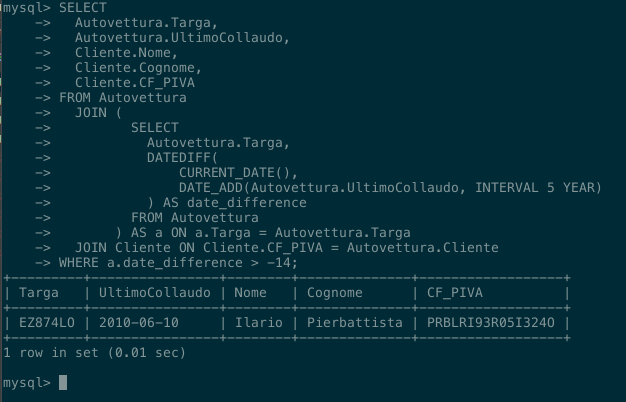 mysql> SELECT
    ->   Autovettura.Targa,
    ->   Autovettura.UltimoCollaudo,
    ->   Cliente.Nome,
    ->   Cliente.Cognome,
    ->   Cliente.CF_PIVA
    -> FROM Autovettura
    ->   JOIN (
    ->          SELECT
    ->            Autovettura.Targa,
    ->            DATEDIFF(
    ->                CURRENT_DATE(),
    ->                DATE_ADD(Autovettura.UltimoCollaudo, INTERVAL 5 YEAR)
    ->            ) AS date_difference
    ->          FROM Autovettura
    ->        ) AS a ON a.Targa = Autovettura.Targa
    ->   JOIN Cliente ON Cliente.CF_PIVA = Autovettura.Cliente
    -> WHERE a.date_difference > -14;
+---------+----------------+--------+--------------+------------------+
| Targa   | UltimoCollaudo | Nome   | Cognome      | CF_PIVA          |
+---------+----------------+--------+--------------+------------------+
| EZ874LO | 2010-06-10     | Ilario | Pierbattista | PRBLRI93R05I324O |
+---------+----------------+--------+--------------+------------------+
1 row in set (0.01 sec)
mysql>